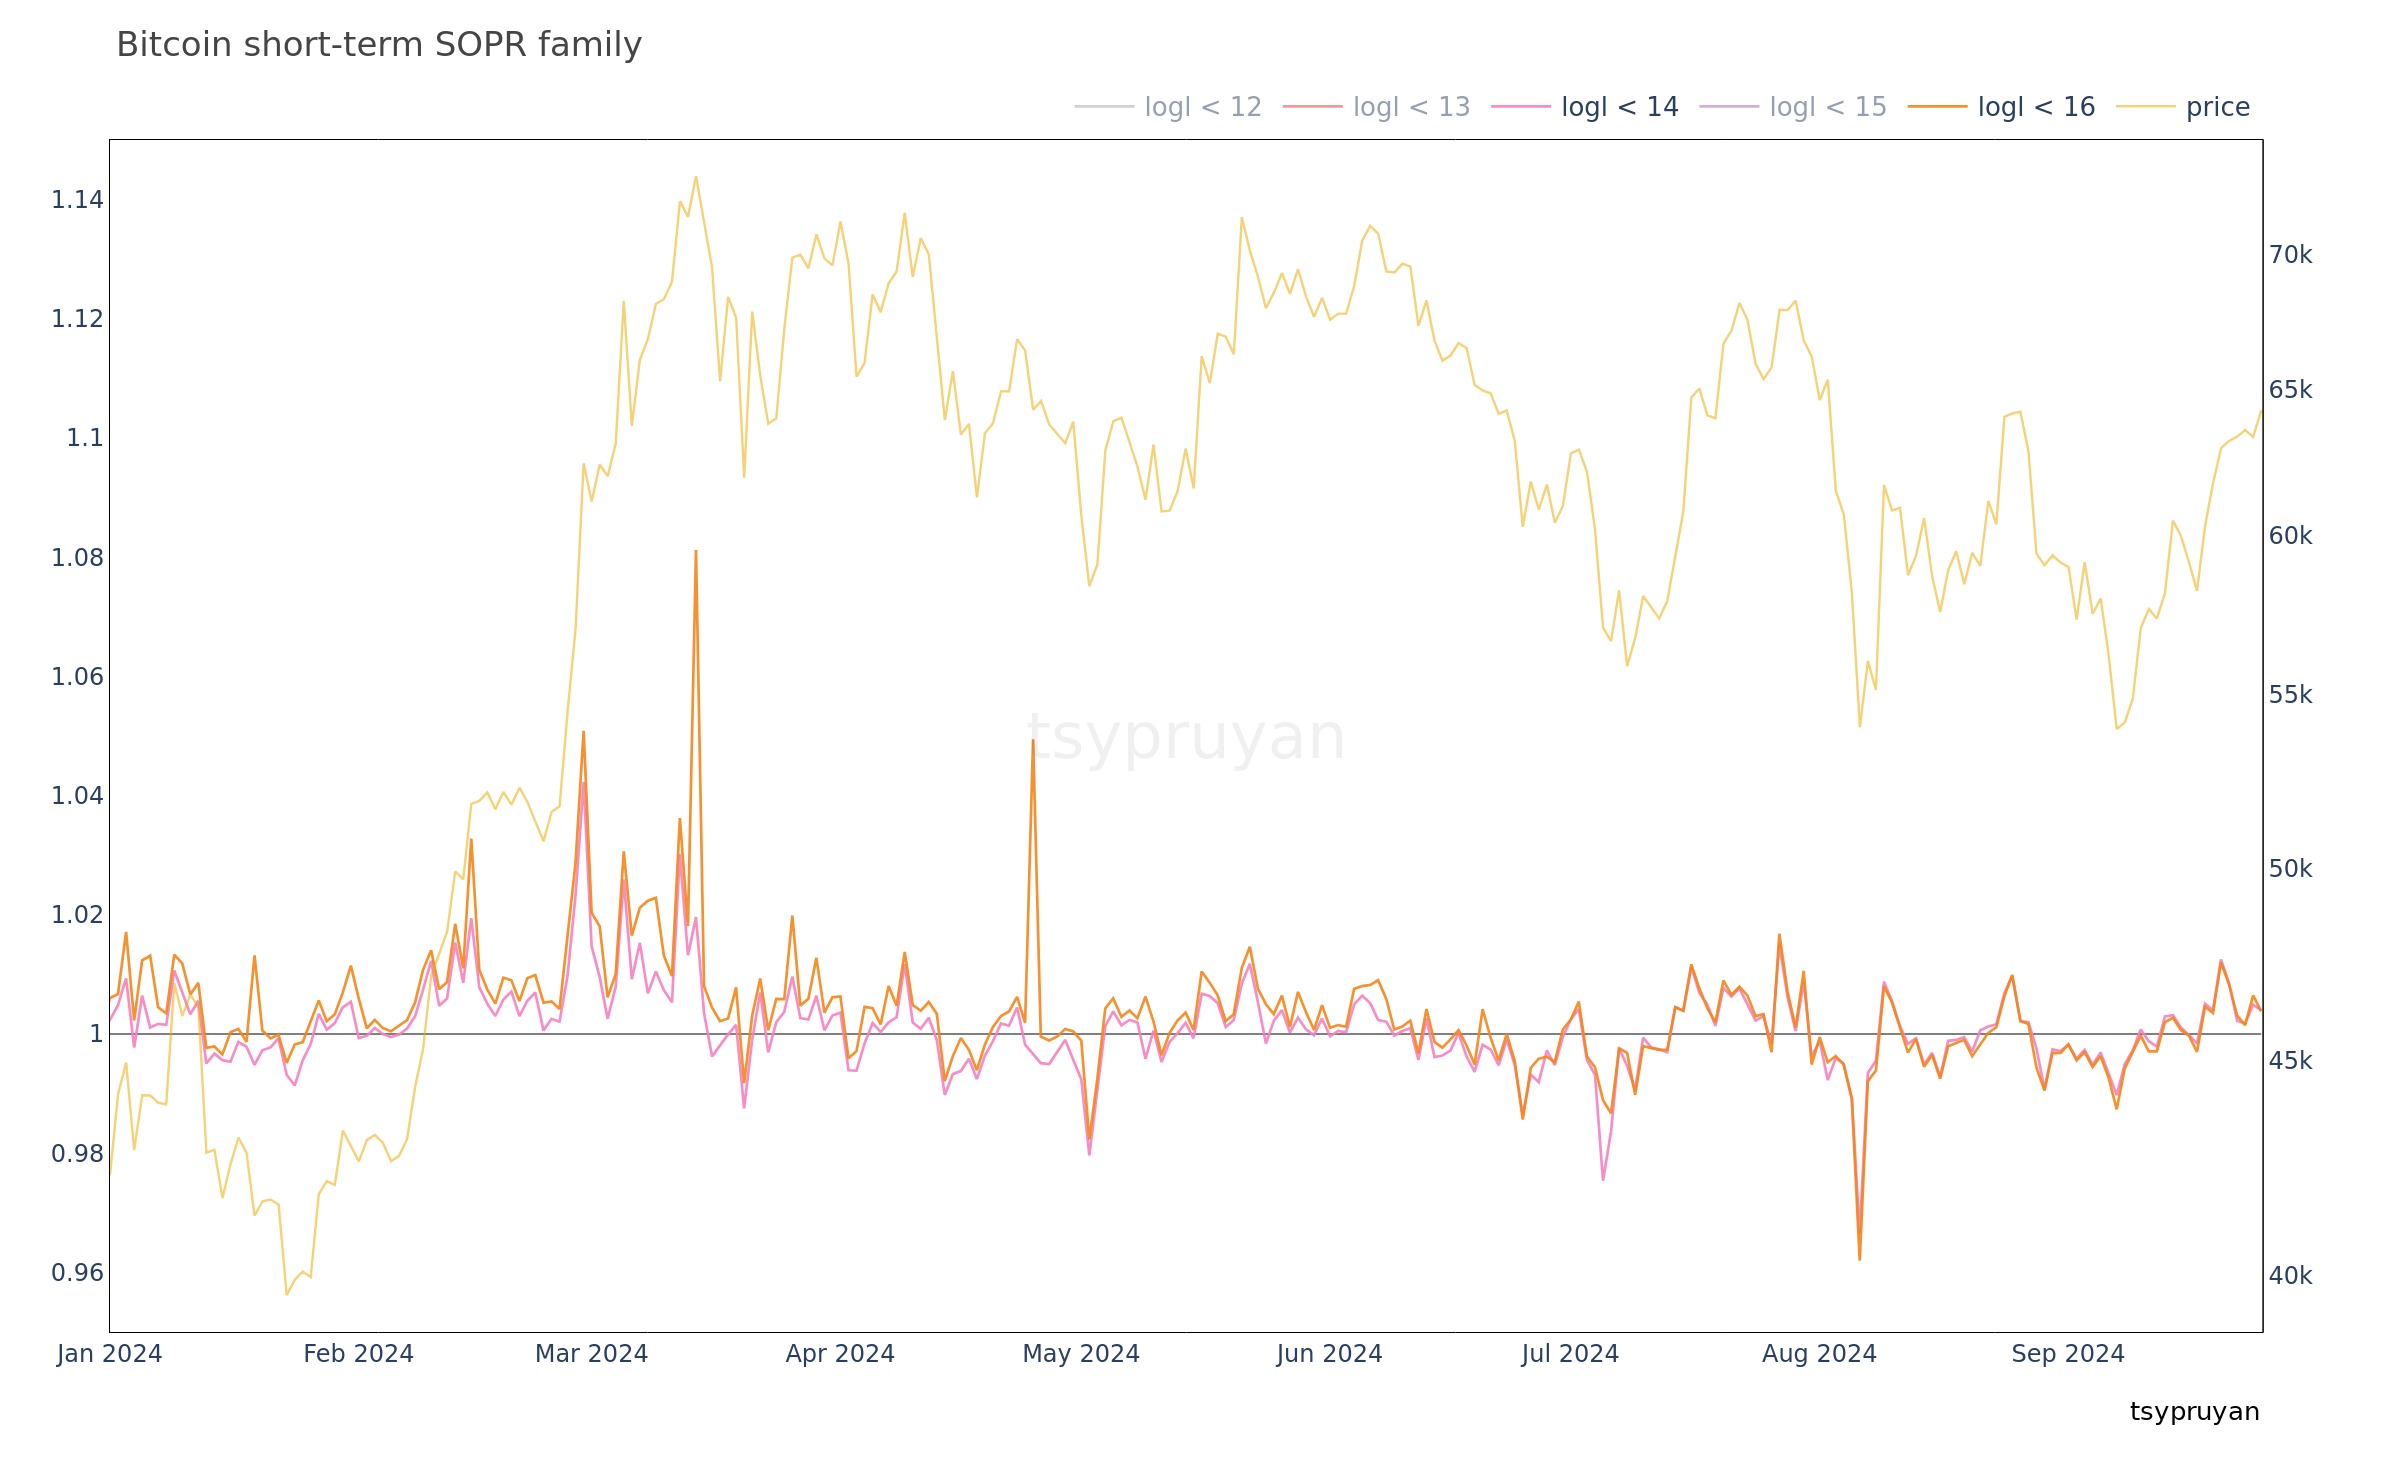 Bitcoin short-term SOPR family
logl < 12 logl < 13 logl < 14 logl < 15 logl < 16 price
1.14
1.12
1.1
1.08
1.06
1.04
1.02
1
0.98
0.96
70k
65k
60k
55k
50k
45k
40k
tsypruyan
Jan 2024 Feb 2024 Mar 2024 Apr 2024 May 2024 Jun 2024 Jul 2024 Aug 2024 Sep 2024
tsypruyan